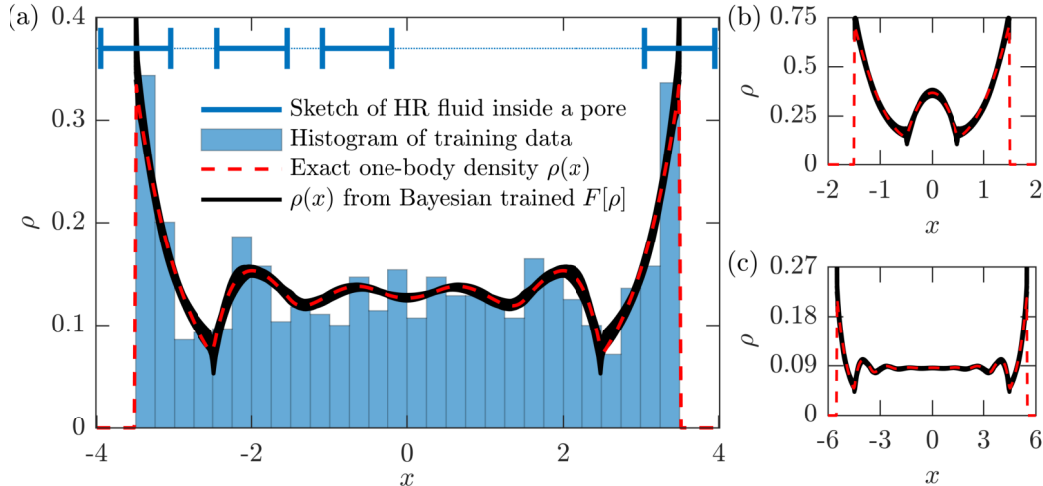 (a)
0.4
0.3
0.2
0.1
0
ρ
Sketch of HR fluid inside a pore
Histogram of training data
Exact one-body density ρ(x)
ρ(x) from Bayesian trained F[ρ]
-4
-2
0
2
4
x
(b)
0.75
0.5
0.25
0
ρ
-2
-1
0
1
2
x
(c)
0.27
0.18
0.09
0
ρ
-6
-3
0
3
6
x